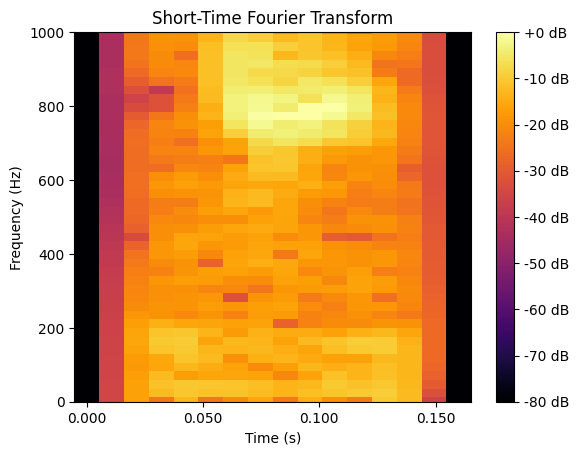 Short-Time Fourier Transform
1000
800
600
400
200
0
Frequency (Hz)
0.000
0.050
0.100
0.150
Time (s)
+0 dB
-10 dB
-20 dB
-30 dB
-40 dB
-50 dB
-60 dB
-70 dB
-80 dB